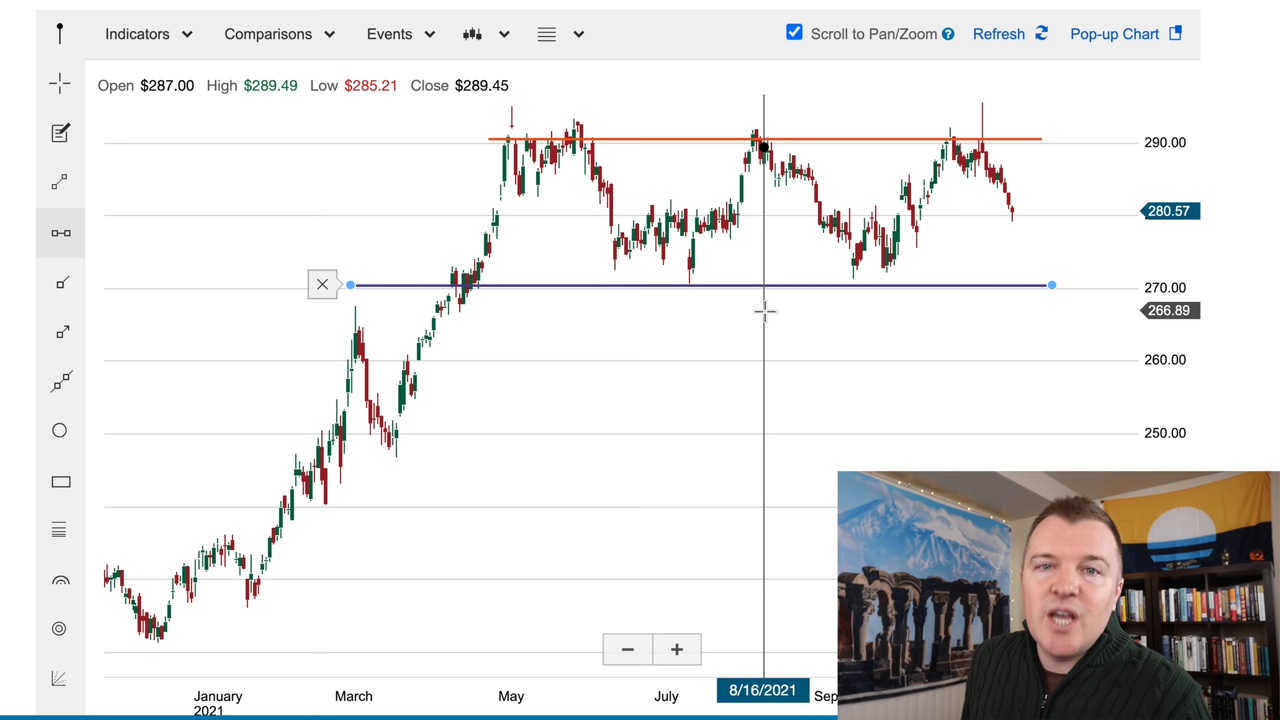 Indicators Comparisons Events Scroll to Pan/Zoom ? Refresh Pop-up Chart
Open $287.00 High $289.49 Low $285.21 Close $289.45
290.00
280.57
270.00
266.89
260.00
250.00
January March May July 8/16/2021 Sep
2021